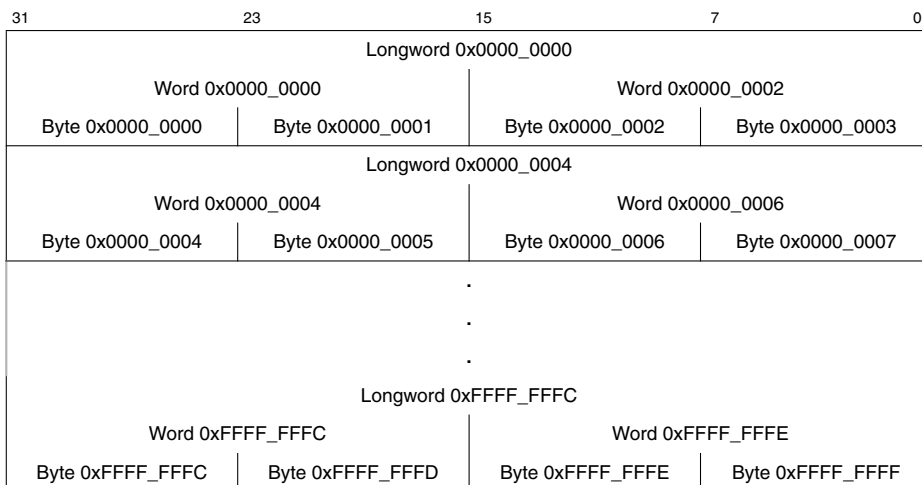 31 23 15 7 0
Longword 0x0000_0000
Word 0x0000_0000 Word 0x0000_0002
Byte 0x0000_0000 Byte 0x0000_0001 Byte 0x0000_0002 Byte 0x0000_0003
Longword 0x0000_0004
Word 0x0000_0004 Word 0x0000_0006
Byte 0x0000_0004 Byte 0x0000_0005 Byte 0x0000_0006 Byte 0x0000_0007
.
.
.
Longword 0xFFFF_FFFC
Word 0xFFFF_FFFC Word 0xFFFF_FFFE
Byte 0xFFFF_FFFC Byte 0xFFFF_FFFD Byte 0xFFFF_FFFE Byte 0xFFFF_FFFF